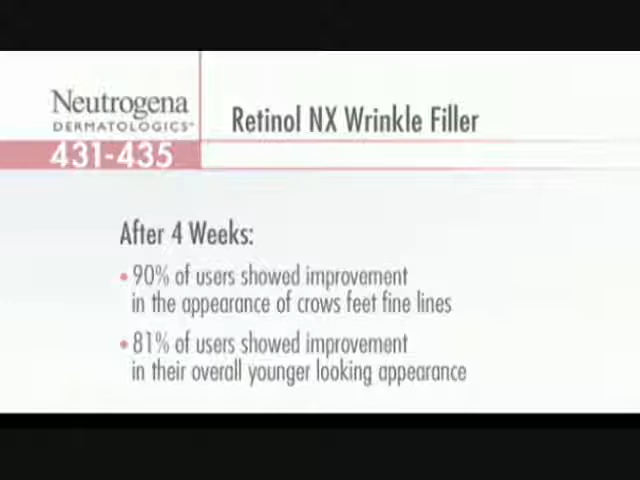 Neutrogena
DERMATOLOGICS
431-435
Retinol NX Wrinkle Filler
After 4 Weeks:
• 90% of users showed improvement
in the appearance of crows feet fine lines
• 81% of users showed improvement
in their overall younger looking appearance